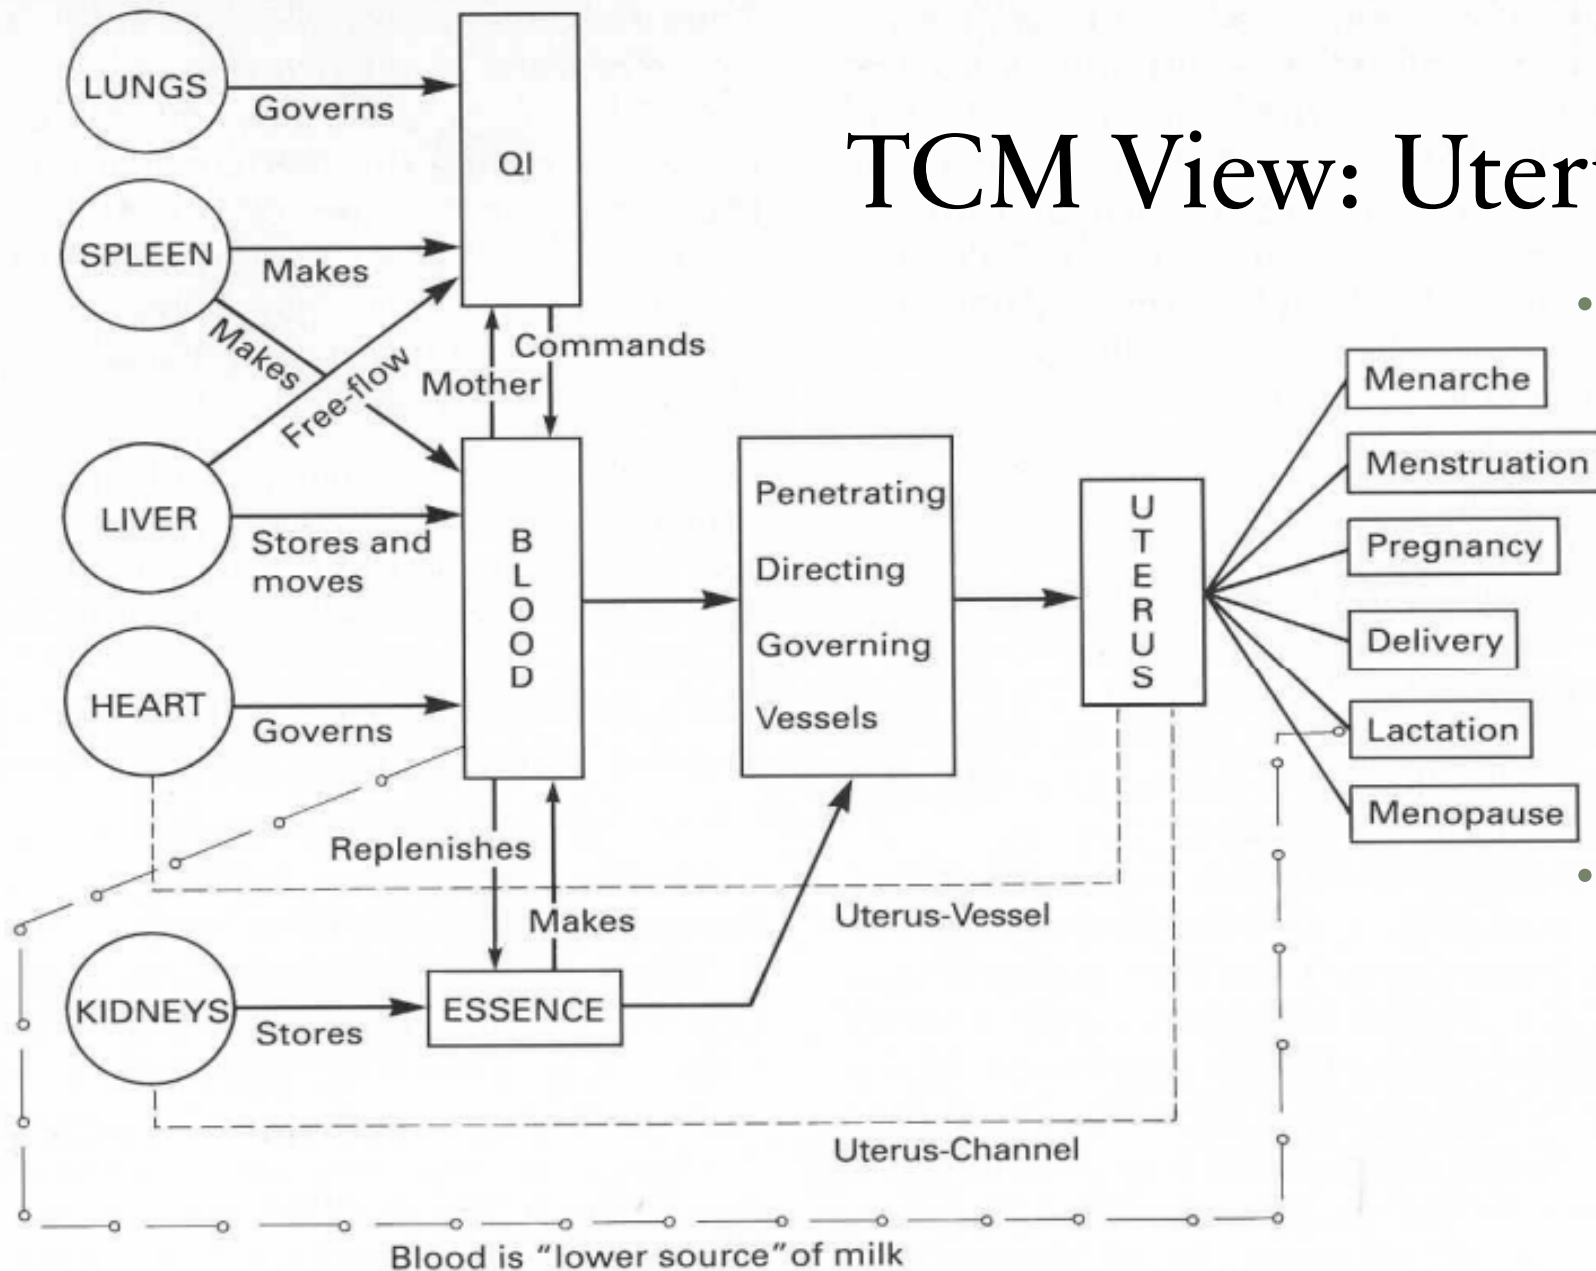 TCM View:
LUNGS
Governs
QI
SPLEEN
Makes
Makes
Free-flow
Mother
Commands
LIVER
Stores and
moves
BLOOD
HEART
Governs
Penetrating
Directing
Governing
Vessels
UTERUS
Menarche
Menstruation
Pregnancy
Delivery
Lactation
Menopause
Replenishes
Makes
Uterus-Vessel
KIDNEYS
Stores
ESSENCE
Uterus-Channel
Blood is “lower source” of milk